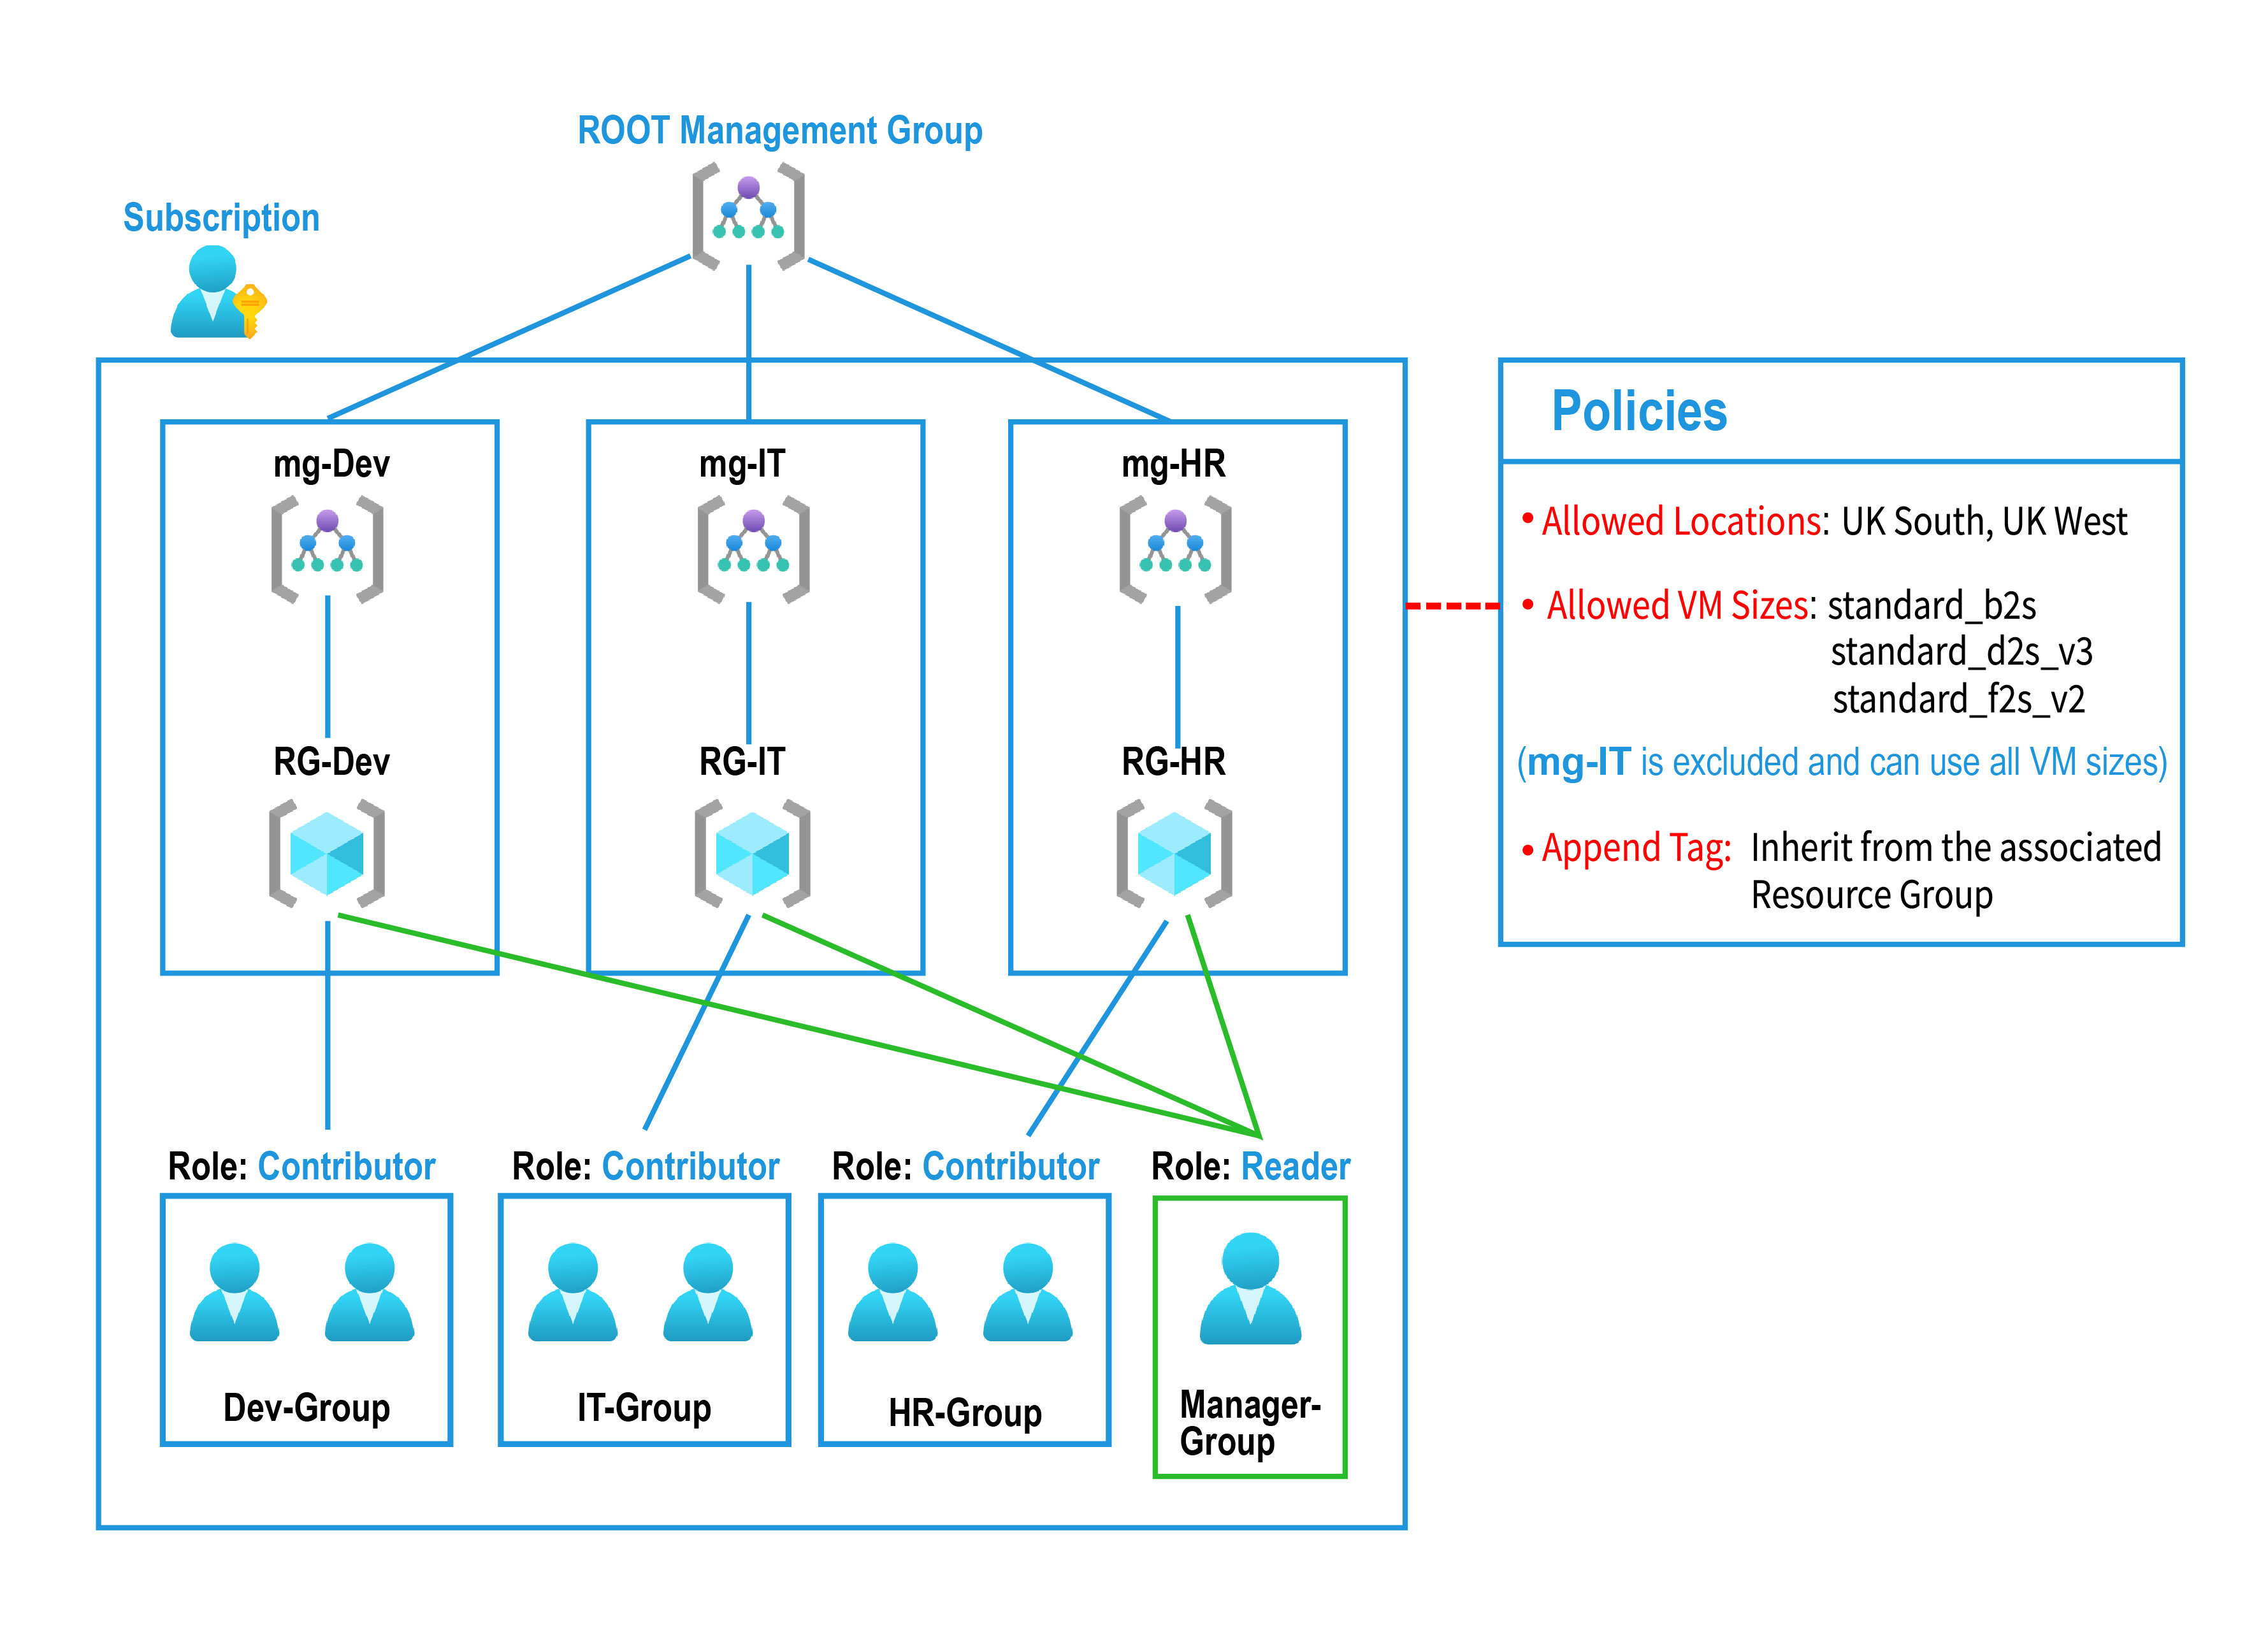 ROOT Management Group
Subscription
mg-Dev
mg-IT
mg-HR
RG-Dev
RG-IT
RG-HR
Role: Contributor
Role: Contributor
Role: Contributor
Role: Reader
Dev-Group
IT-Group
HR-Group
Manager-
Group
Policies
• Allowed Locations: UK South, UK West
• Allowed VM Sizes: standard_b2s
standard_d2s_v3
standard_f2s_v2
(mg-IT is excluded and can use all VM sizes)
• Append Tag: Inherit from the associated
Resource Group